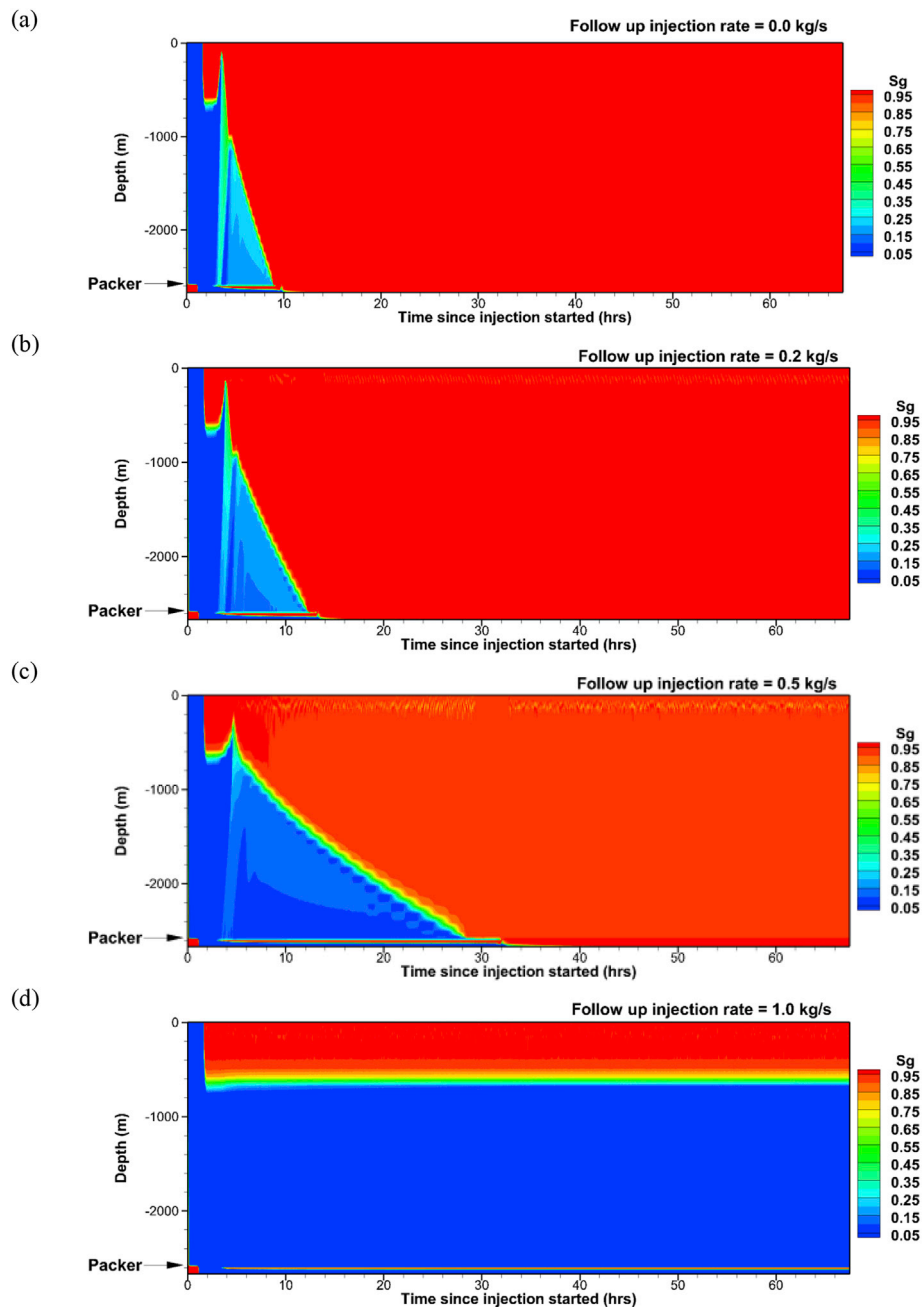 (a)
Follow up injection rate = 0.0 kg/s
0
-1000
-2000
Depth (m)
Packer
0 10 20 30 40 50 60
Time since injection started (hrs)
Sg
0.95
0.85
0.75
0.65
0.55
0.45
0.35
0.25
0.15
0.05
(b)
Follow up injection rate = 0.2 kg/s
0
-1000
-2000
Depth (m)
Packer
0 10 20 30 40 50 60
Time since injection started (hrs)
Sg
0.95
0.85
0.75
0.65
0.55
0.45
0.35
0.25
0.15
0.05
(c)
Follow up injection rate = 0.5 kg/s
0
-1000
-2000
Depth (m)
Packer
0 10 20 30 40 50 60
Time since injection started (hrs)
Sg
0.95
0.85
0.75
0.65
0.55
0.45
0.35
0.25
0.15
0.05
(d)
Follow up injection rate = 1.0 kg/s
0
-1000
-2000
Depth (m)
Packer
0 10 20 30 40 50 60
Time since injection started (hrs)
Sg
0.95
0.85
0.75
0.65
0.55
0.45
0.35
0.25
0.15
0.05